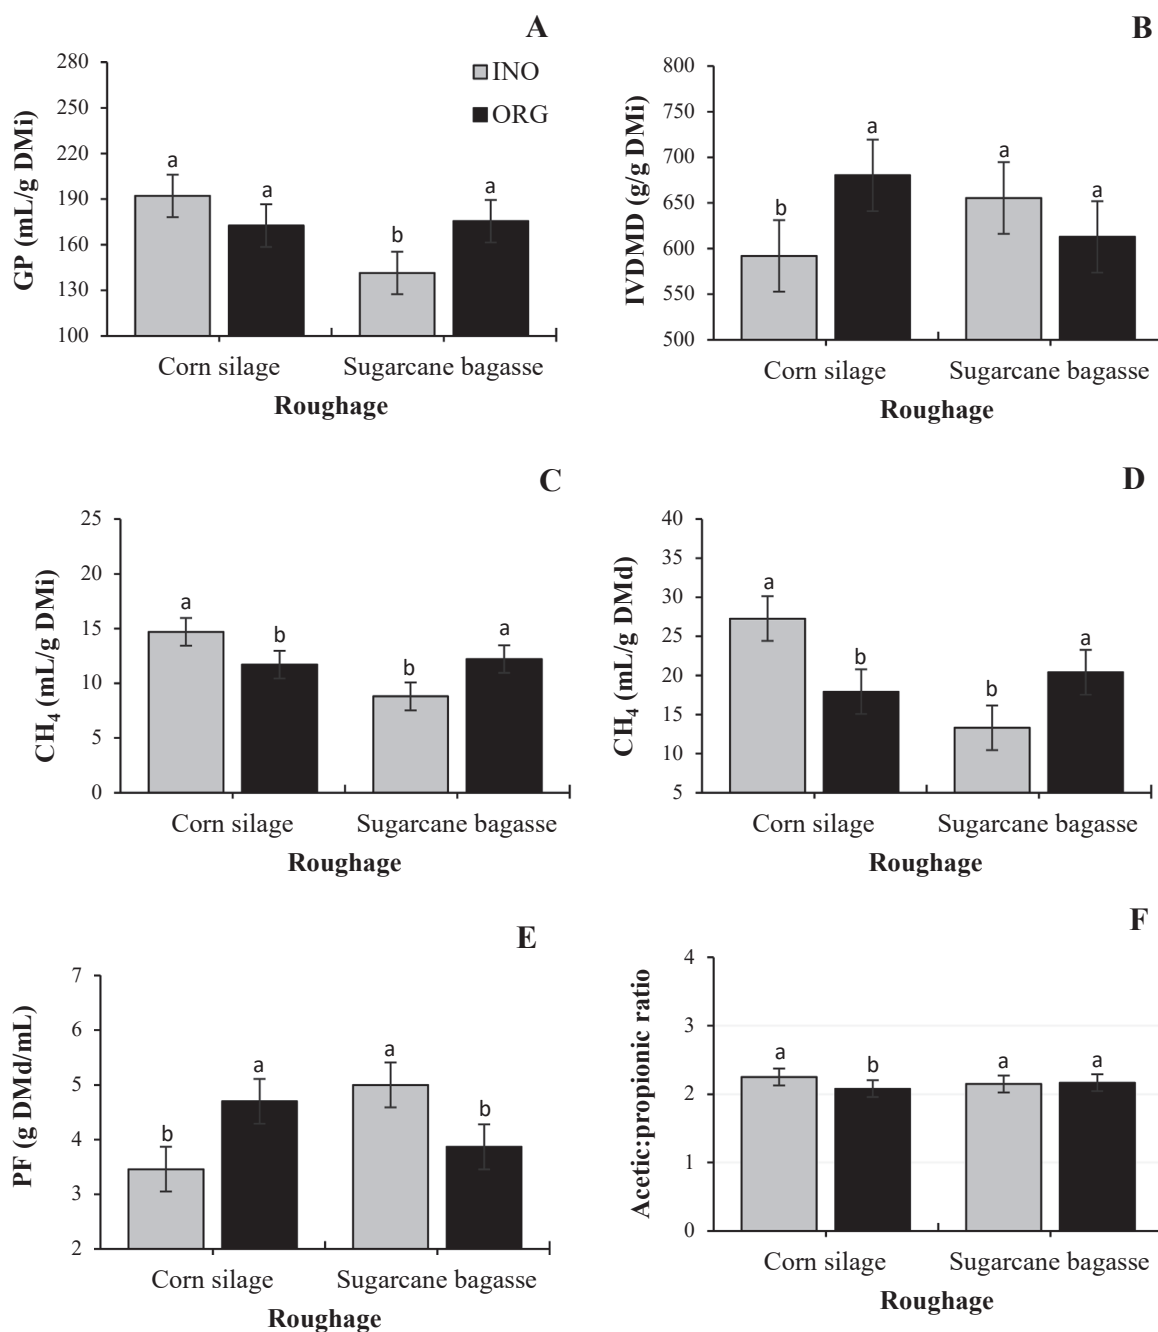 A
GP (mL/g DMi)
280
250
220
190
160
130
100
INO
ORG
a
a
b
a
Corn silage
Sugarcane bagasse
Roughage
B
IVDMD (g/g DMi)
800
750
700
650
600
550
500
b
a
a
a
Corn silage
Sugarcane bagasse
Roughage
C
CH₄ (mL/g DMi)
25
20
15
10
5
0
a
b
b
a
Corn silage
Sugarcane bagasse
Roughage
D
CH₄ (mL/g DMd)
40
35
30
25
20
15
10
5
a
b
b
a
Corn silage
Sugarcane bagasse
Roughage
E
PF (g DMd/mL)
7
6
5
4
3
2
b
a
a
b
Corn silage
Sugarcane bagasse
Roughage
F
Acetic:propionic ratio
4
3
2
1
0
a
b
a
a
Corn silage
Sugarcane bagasse
Roughage